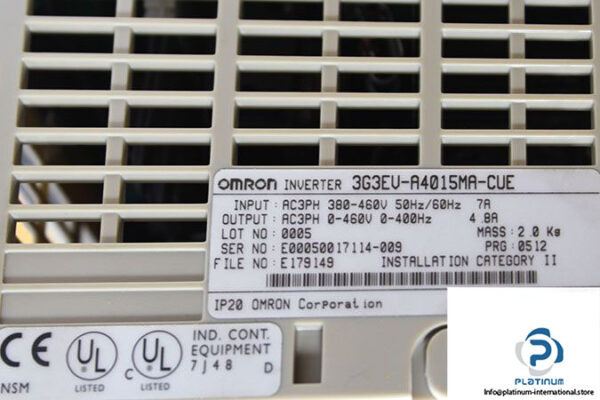 OMRON INVERTER 3G3EV-A4015MA-CUE
INPUT : AC3PH 380-460V 50Hz/60Hz 7A
OUTPUT : AC3PH 0-460V 0-400Hz 4.8A
LOT NO : 0005 MASS : 2.0 Kg
SER NO : E00050017114-009 PRG : 0512
FILE NO : E179149 INSTALLATION CATEGORY II
IP20 OMRON Corporation
CE UL C UL IND. CONT.
EQUIPMENT
NSM LISTED LISTED 7J48 D
PLATINUM
Info@platinum-international.store